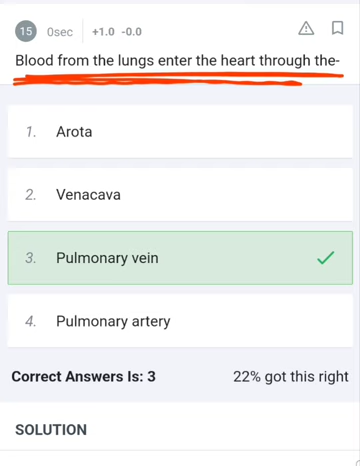 15 0sec +1.0 -0.0
Blood from the lungs enter the heart through the-
1. Arota
2. Venacava
3. Pulmonary vein
4. Pulmonary artery
Correct Answers Is: 3 22% got this right
SOLUTION